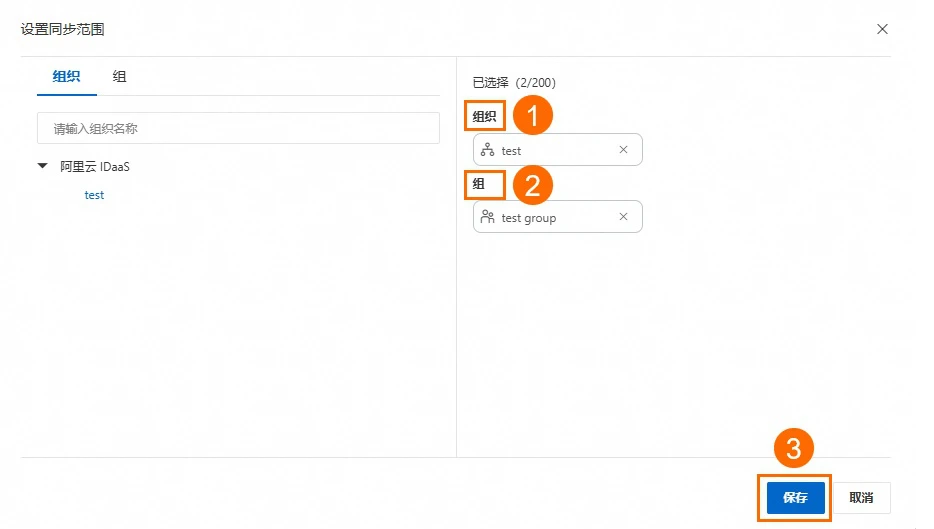 设置同步范围
组织 组
请输入组织名称
阿里云 IDaaS
test
已选择（2/200）
组织 1
test
组 2
test group
3
保存 取消